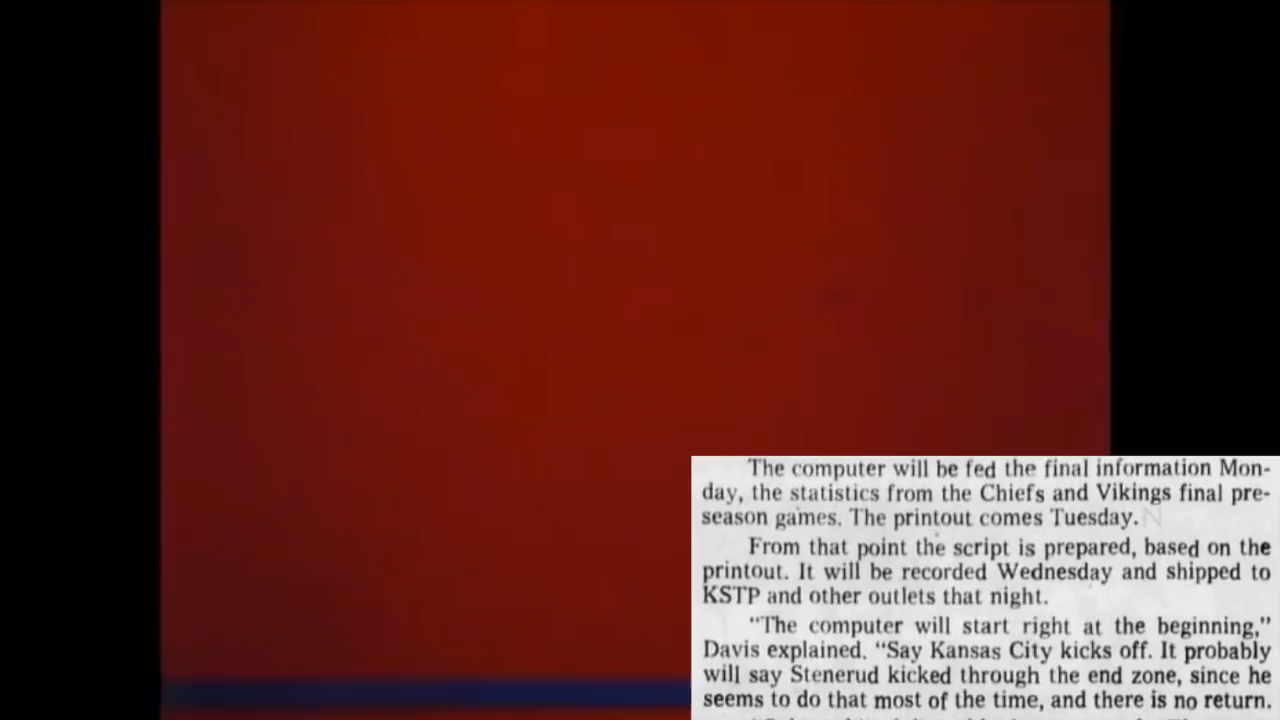 The computer will be fed the final information Mon-
day, the statistics from the Chiefs and Vikings final pre-
season games. The printout comes Tuesday.
From that point the script is prepared, based on the
printout. It will be recorded Wednesday and shipped to
KSTP and other outlets that night.
"The computer will start right at the beginning,"
Davis explained. "Say Kansas City kicks off. It probably
will say Stenerud kicked through the end zone, since he
seems to do that most of the time, and there is no return.